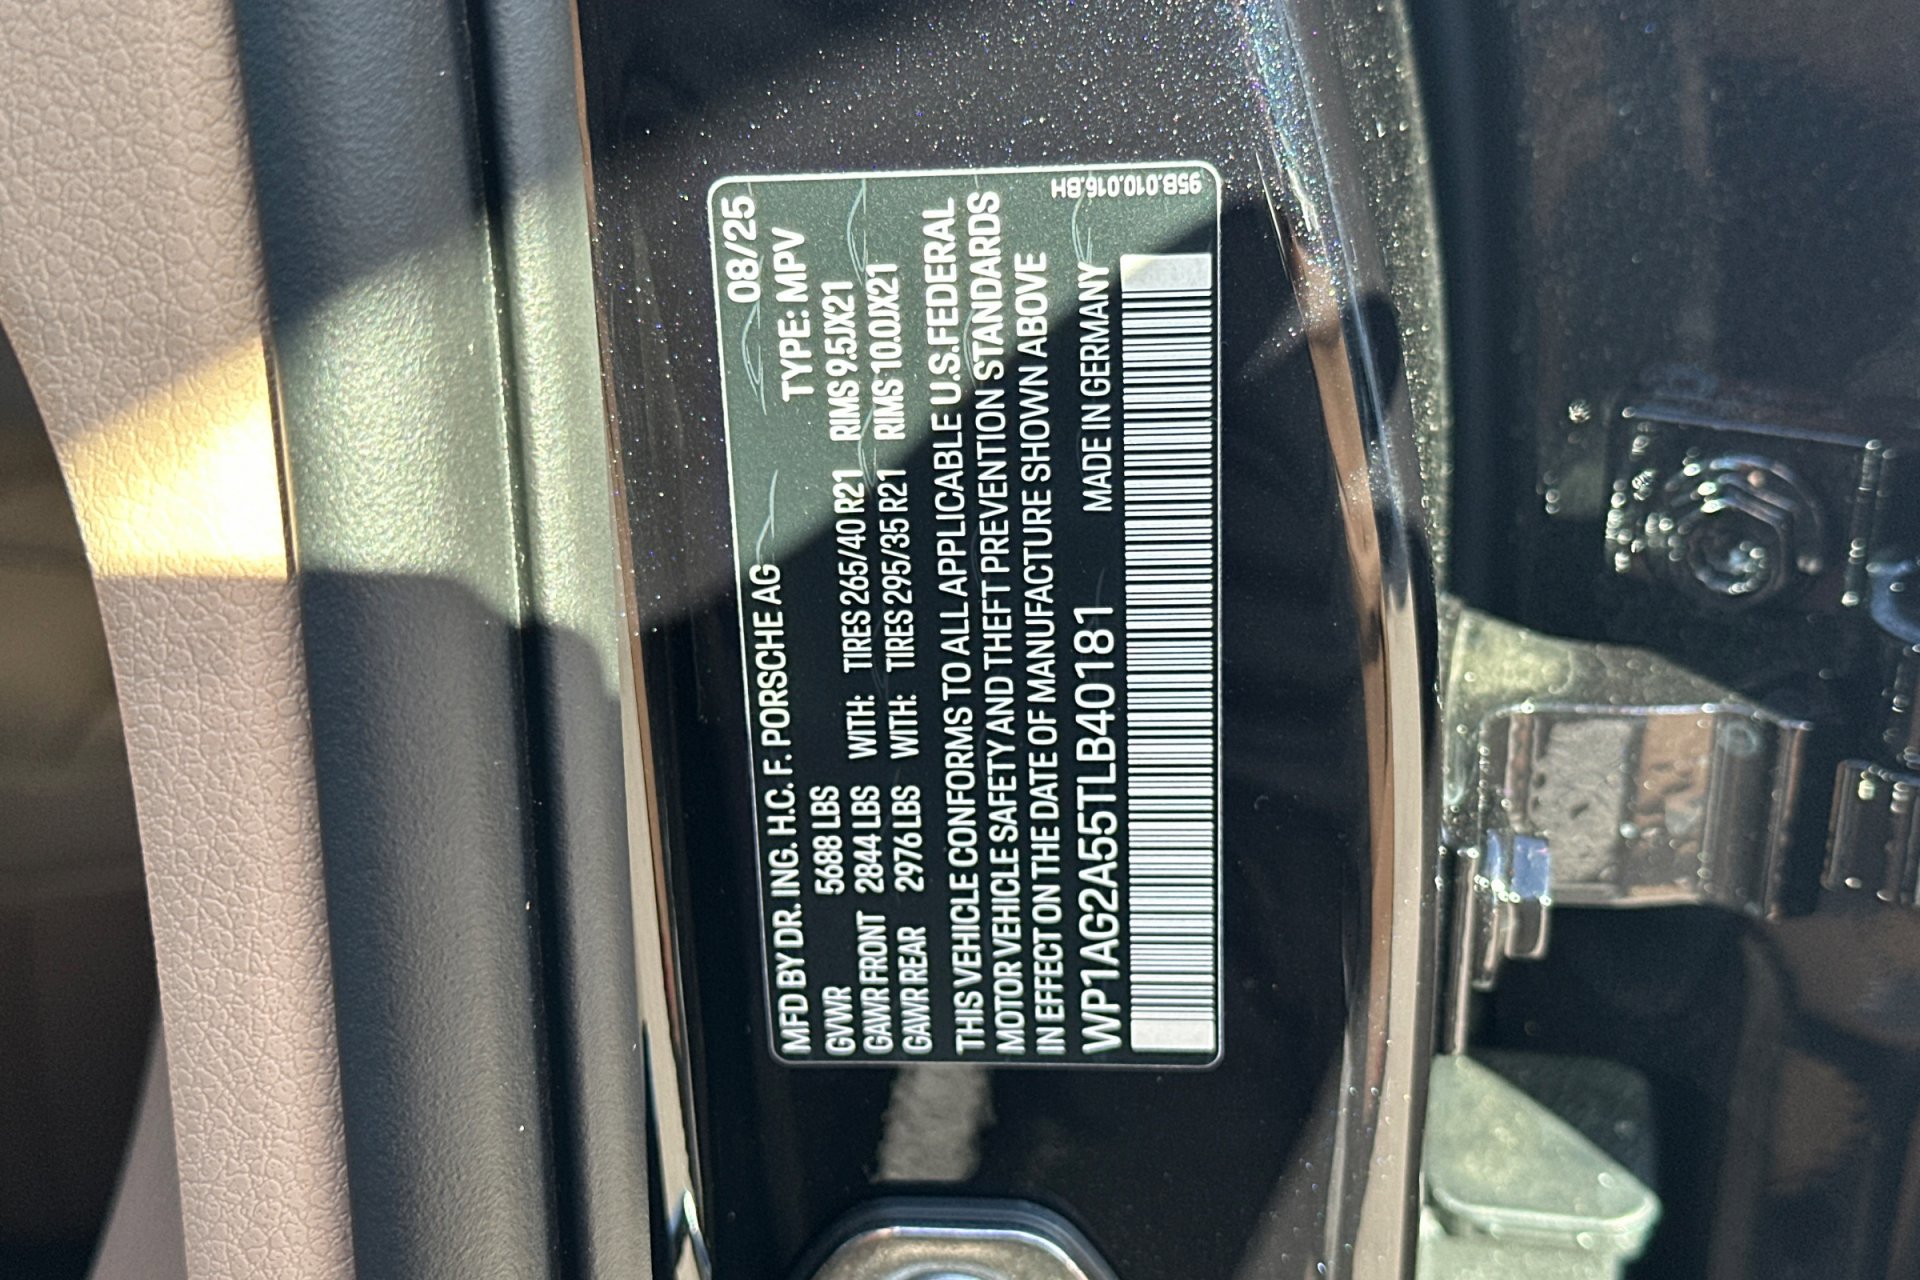 MFD BY DR. ING. H.C. F. PORSCHE AG 08/25
TYPE: MPV
GVWR 5688 LBS
GAWR FRONT 2844 LBS WITH: TIRES 265/40 R21 RIMS 9.5JX21
GAWR REAR 2976 LBS WITH: TIRES 295/35 R21 RIMS 10.0JX21
THIS VEHICLE CONFORMS TO ALL APPLICABLE U.S.FEDERAL
MOTOR VEHICLE SAFETY AND THEFT PREVENTION STANDARDS
IN EFFECT ON THE DATE OF MANUFACTURE SHOWN ABOVE
WP1AG2A55TLB40181 MADE IN GERMANY
95B.010.016.BH